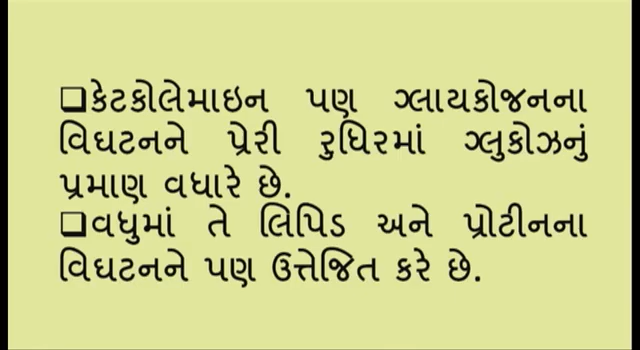 ❑કેટકોલેમાઇન પણ ગ્લાયકોજનના
વિઘટનને પ્રેરી રુધિરમાં ગ્લુકોઝનું
પ્રમાણ વધારે છે.
❑વધુમાં તે લિપિડ અને પ્રોટીનના
વિઘટનને પણ ઉત્તેજિત કરે છે.